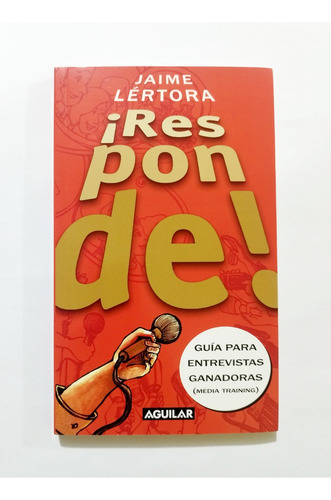 JAIME
LÉRTORA
¡Res
pon
de!
GUÍA PARA
ENTREVISTAS
GANADORAS
(MEDIA TRAINING)
AGUILAR